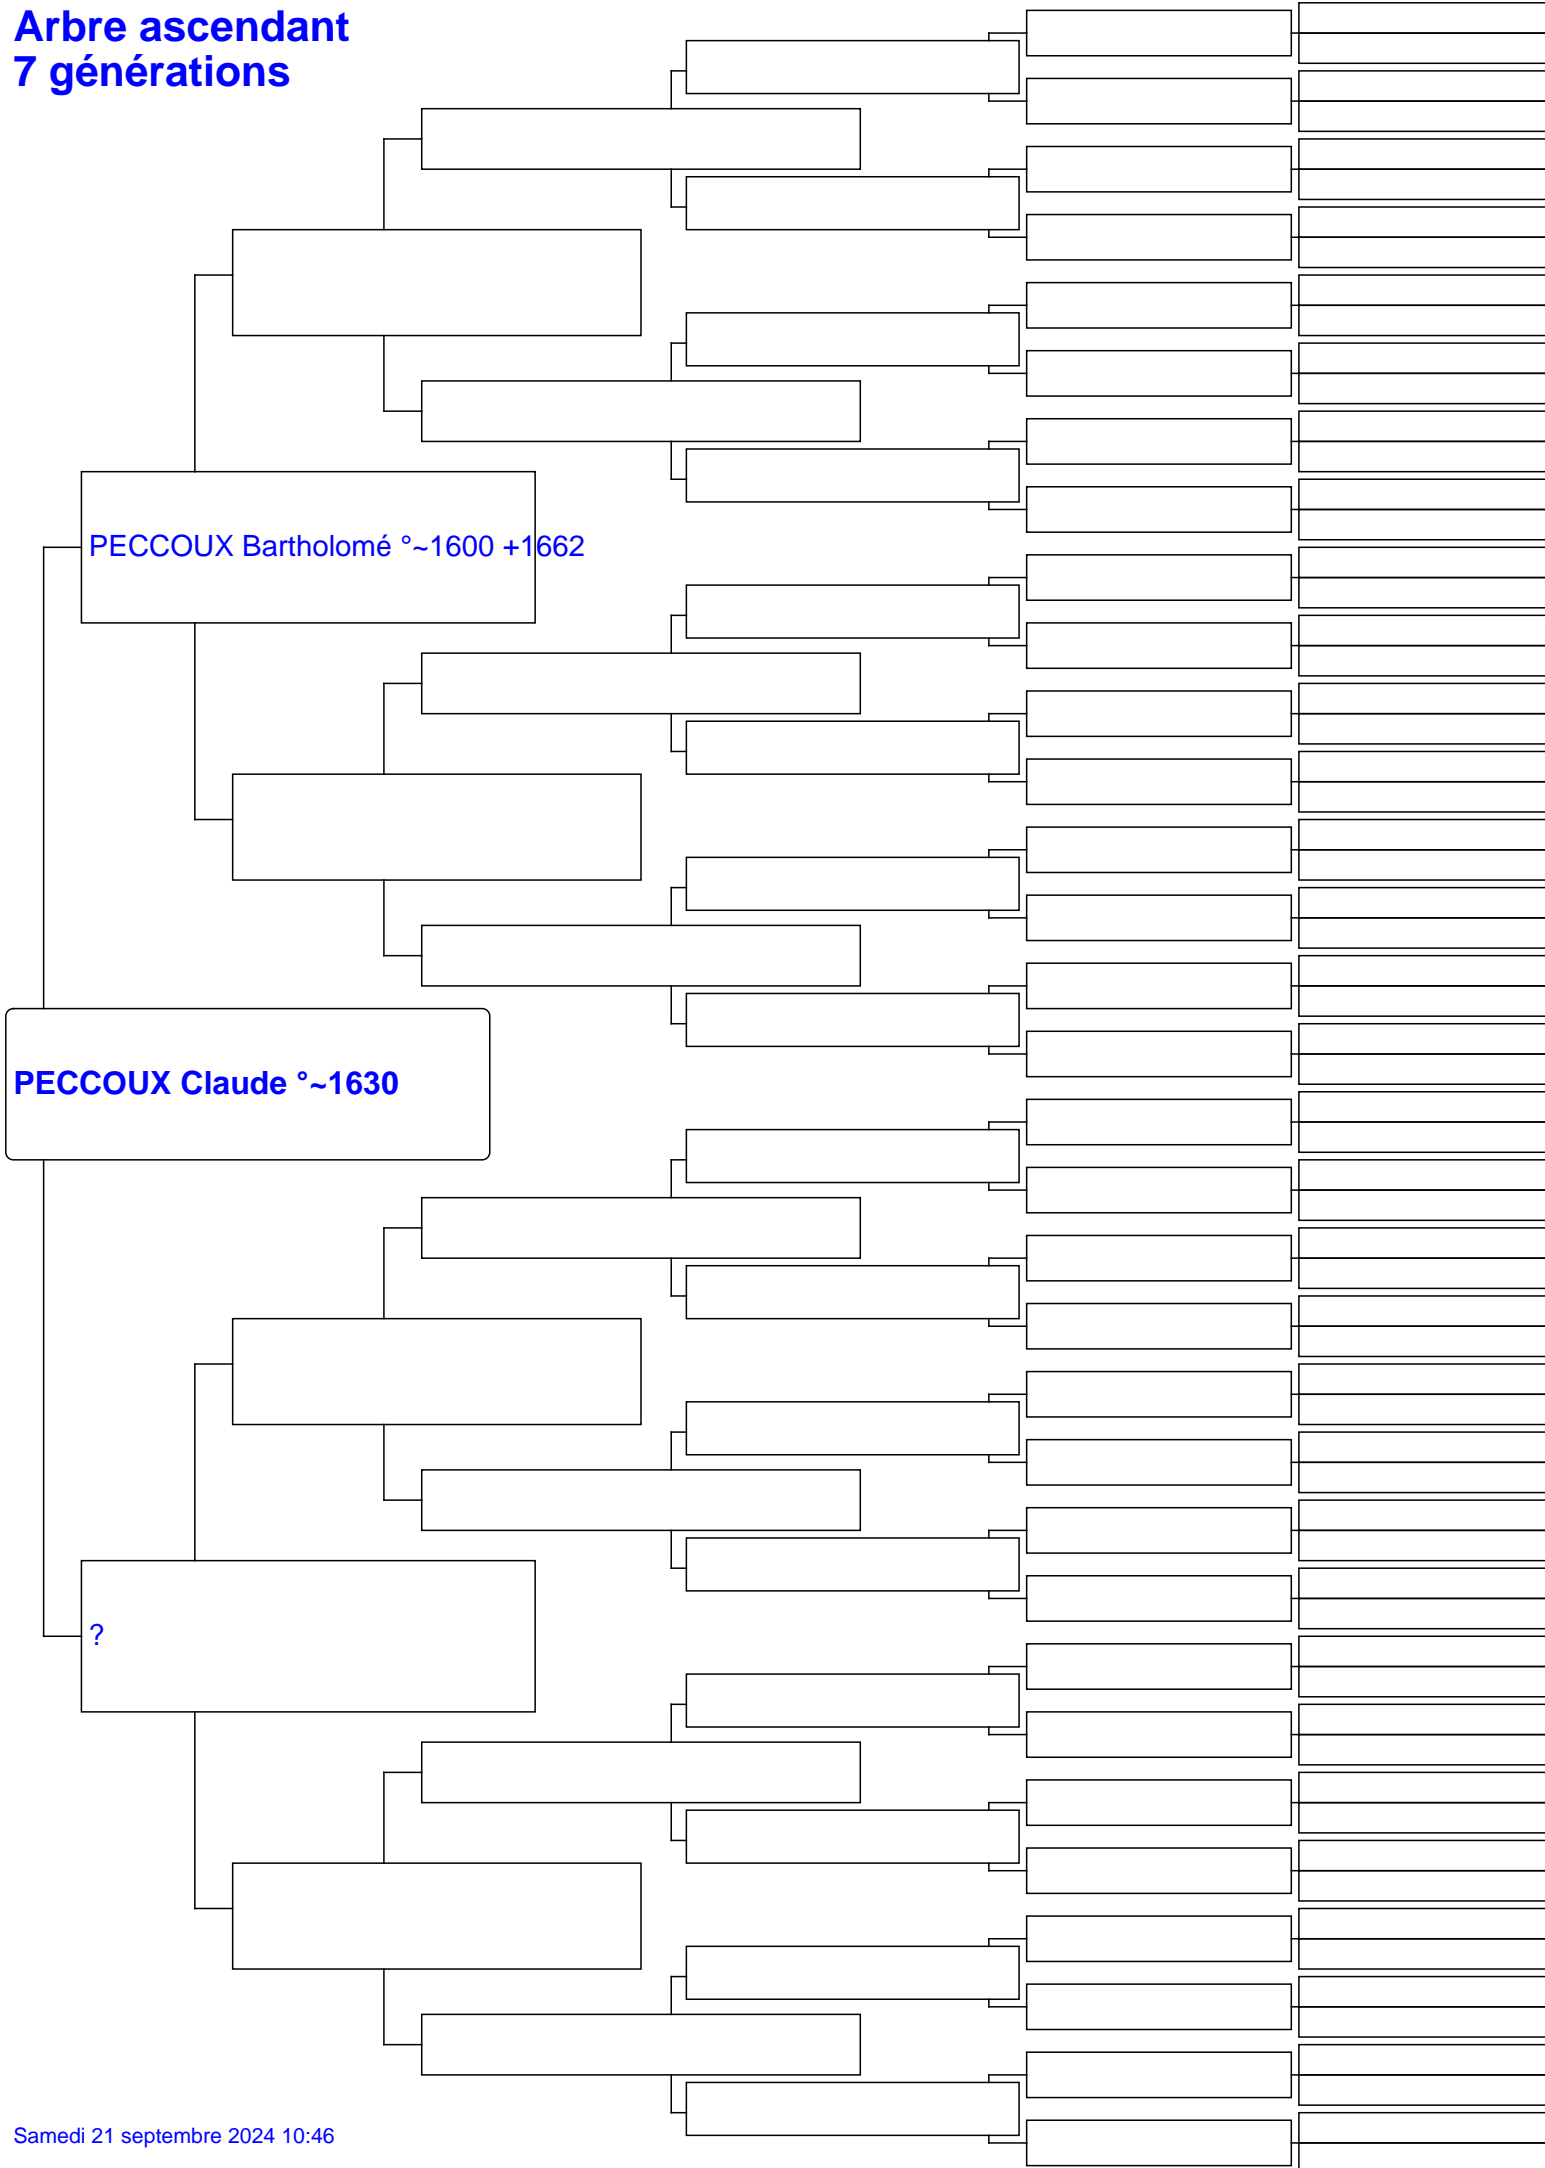 Arbre ascendant
7 générations
PECCOUX Bartholomé °~1600 +1662
PECCOUX Claude °~1630
?
Samedi 21 septembre 2024 10:46